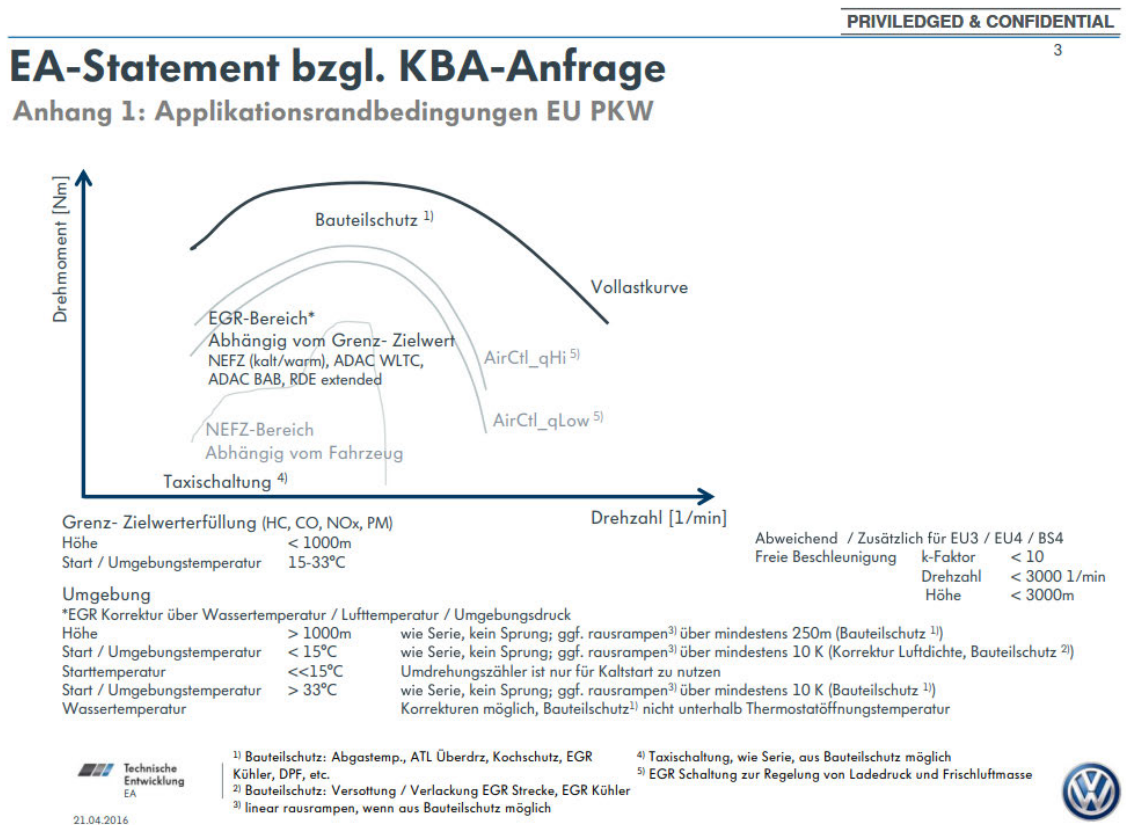 PRIVILEDGED & CONFIDENTIAL
3
EA-Statement bzgl. KBA-Anfrage
Anhang 1: Applikationsrandbedingungen EU PKW
Drehmoment [Nm]
Bauteilschutz 1)
Vollastkurve
EGR-Bereich*
Abhängig vom Grenz- Zielwert
NEFZ (kalt/warm), ADAC WLTC,
ADAC BAB, RDE extended
AirCtl_qHi 5)
AirCtl_qLow 5)
NEFZ-Bereich
Abhängig vom Fahrzeug
Taxischaltung 4)
Drehzahl [1/min]
Grenz- Zielwerterfüllung (HC, CO, NOx, PM)
Höhe < 1000m
Start / Umgebungstemperatur 15-33°C
Abweichend / Zusätzlich für EU3 / EU4 / BS4
Freie Beschleunigung k-Faktor < 10
Drehzahl < 3000 1/min
Höhe < 3000m
Umgebung
*EGR Korrektur über Wassertemperatur / Lufttemperatur / Umgebungsdruck
Höhe > 1000m wie Serie, kein Sprung; ggf. rausrampen3) über mindestens 250m (Bauteilschutz 1))
Start / Umgebungstemperatur < 15°C wie Serie, kein Sprung; ggf. rausrampen3) über mindestens 10 K (Korrektur Luftdichte, Bauteilschutz 2))
Starttemperatur <<15°C Umdrehungszähler ist nur für Kaltstart zu nutzen
Start / Umgebungstemperatur > 33°C wie Serie, kein Sprung; ggf. rausrampen3) über mindestens 10 K (Bauteilschutz 1))
Wassertemperatur Korrekturen möglich, Bauteilschutz1) nicht unterhalb Thermostatöffnungstemperatur
Technische
Entwicklung
EA
21.04.2016
1) Bauteilschutz: Abgastemp., ATL Überdrz, Kochschutz, EGR
Kühler, DPF, etc.
2) Bauteilschutz: Versottung / Verlackung EGR Strecke, EGR Kühler
3) linear rausrampen, wenn aus Bauteilschutz möglich
4) Taxischaltung, wie Serie, aus Bauteilschutz möglich
5) EGR Schaltung zur Regelung von Ladedruck und Frischluftmasse